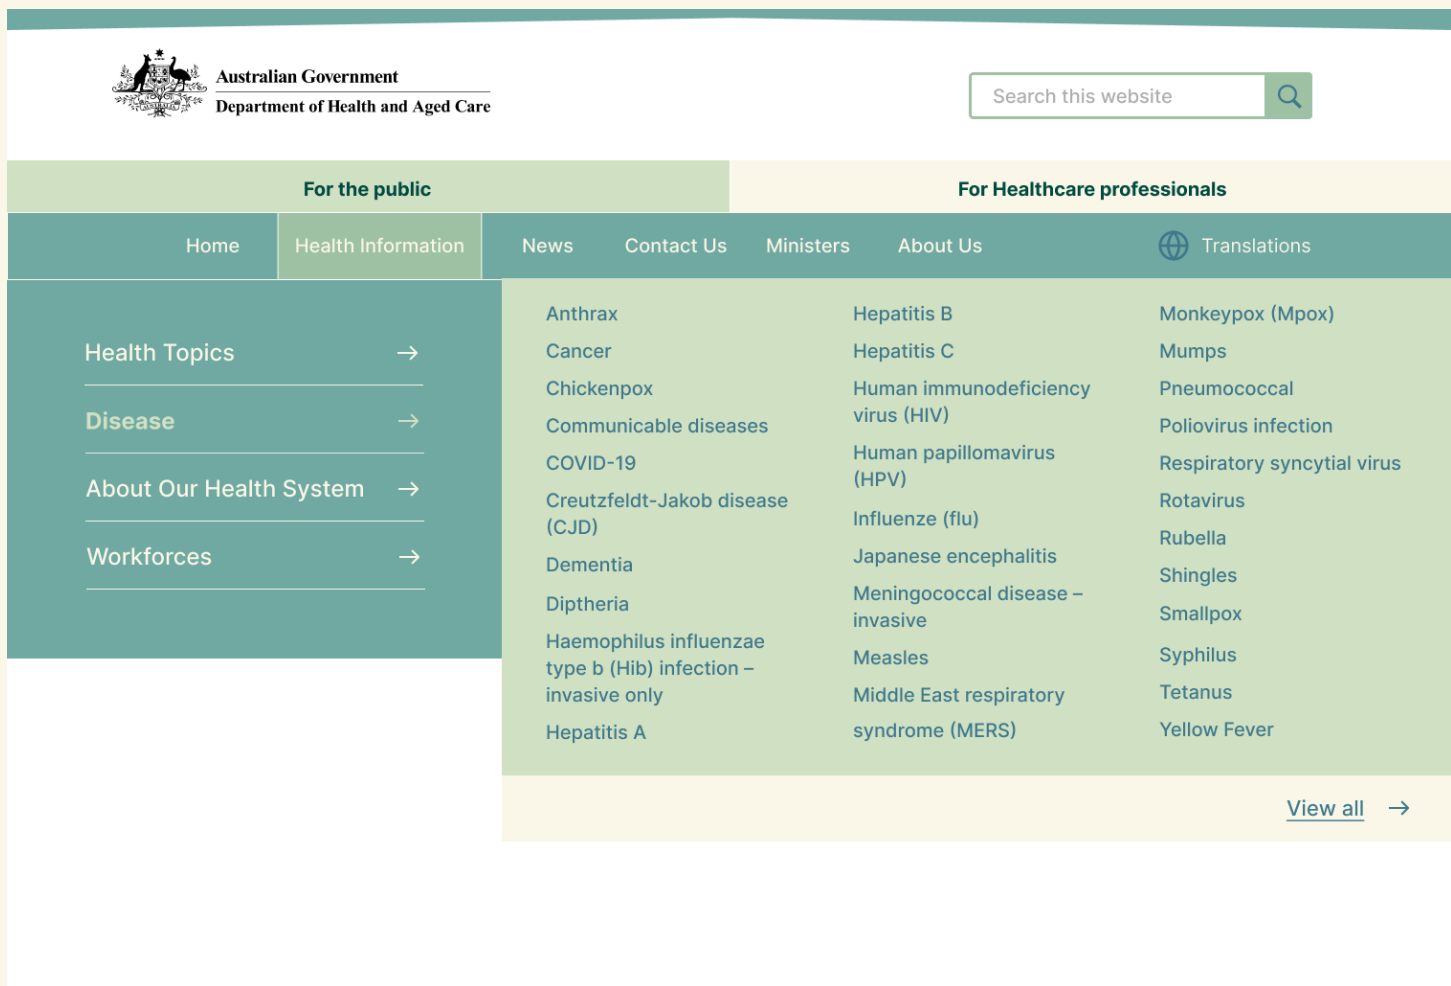 Australian Government
Department of Health and Aged Care
Search this website
For the public
For Healthcare professionals
Home
Health Information
News
Contact Us
Ministers
About Us
Translations
Health Topics
Disease
About Our Health System
Workforces
Anthrax
Cancer
Chickenpox
Communicable diseases
COVID-19
Creutzfeldt-Jakob disease
(CJD)
Dementia
Diptheria
Haemophilus influenzae
type b (Hib) infection –
invasive only
Hepatitis A
Hepatitis B
Hepatitis C
Human immunodeficiency
virus (HIV)
Human papillomavirus
(HPV)
Influenze (flu)
Japanese encephalitis
Meningococcal disease –
invasive
Measles
Middle East respiratory
syndrome (MERS)
Monkeypox (Mpox)
Mumps
Pneumococcal
Poliovirus infection
Respiratory syncytial virus
Rotavirus
Rubella
Shingles
Smallpox
Syphilus
Tetanus
Yellow Fever
View all